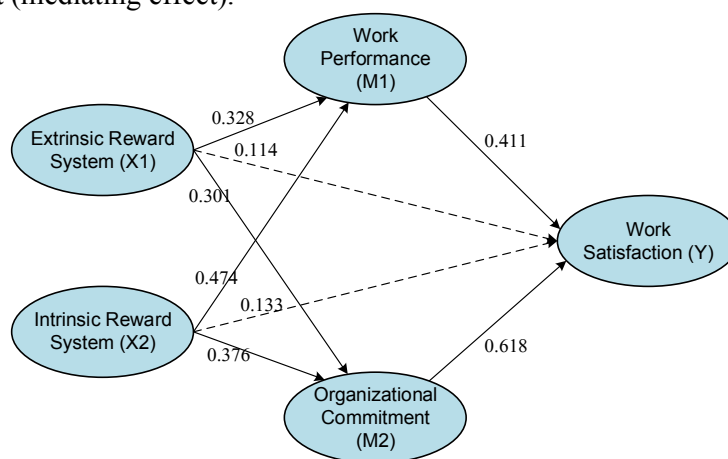 (mediating effect).
Work
Performance
(M1)
0.328
0.411
Extrinsic Reward
System (X1)
0.114
0.301
Work
Satisfaction (Y)
0.474
0.133
Intrinsic Reward
System (X2)
0.376
0.618
Organizational
Commitment
(M2)